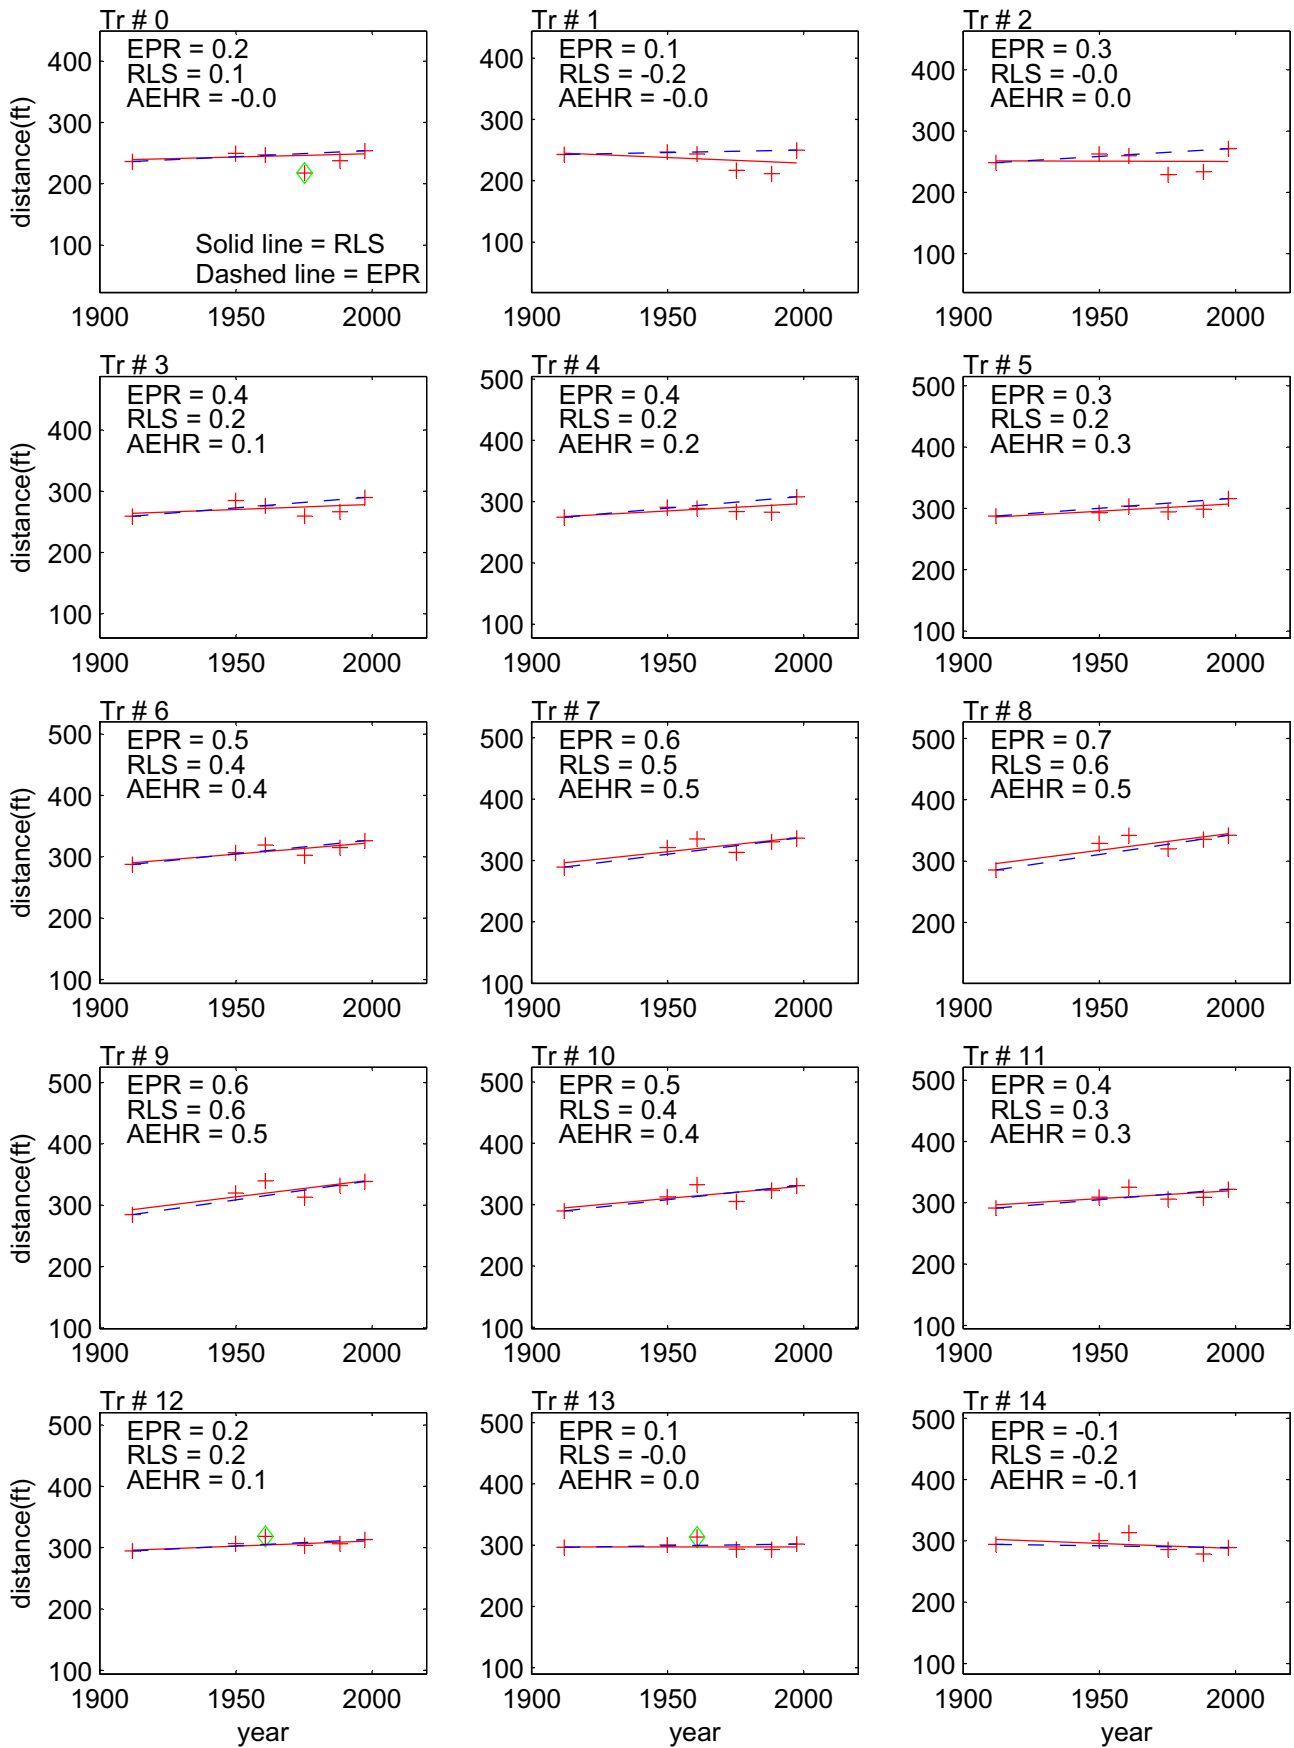 Tr # 0
EPR = 0.2
RLS = 0.1
AEHR = -0.0
Solid line = RLS
Dashed line = EPR
400
300
200
100
distance(ft)
1900 1950 2000
Tr # 1
EPR = 0.1
RLS = -0.2
AEHR = -0.0
400
300
200
100
1900 1950 2000
Tr # 2
EPR = 0.3
RLS = -0.0
AEHR = 0.0
400
300
200
100
1900 1950 2000
Tr # 3
EPR = 0.4
RLS = 0.2
AEHR = 0.1
400
300
200
100
distance(ft)
1900 1950 2000
Tr # 4
EPR = 0.4
RLS = 0.2
AEHR = 0.2
500
400
300
200
100
1900 1950 2000
Tr # 5
EPR = 0.3
RLS = 0.2
AEHR = 0.3
500
400
300
200
100
1900 1950 2000
Tr # 6
EPR = 0.5
RLS = 0.4
AEHR = 0.4
500
400
300
200
100
distance(ft)
1900 1950 2000
Tr # 7
EPR = 0.6
RLS = 0.5
AEHR = 0.5
500
400
300
200
100
1900 1950 2000
Tr # 8
EPR = 0.7
RLS = 0.6
AEHR = 0.5
500
400
300
200
1900 1950 2000
Tr # 9
EPR = 0.6
RLS = 0.6
AEHR = 0.5
500
400
300
200
100
distance(ft)
1900 1950 2000
Tr # 10
EPR = 0.5
RLS = 0.4
AEHR = 0.4
500
400
300
200
100
1900 1950 2000
Tr # 11
EPR = 0.4
RLS = 0.3
AEHR = 0.3
500
400
300
200
100
1900 1950 2000
Tr # 12
EPR = 0.2
RLS = 0.2
AEHR = 0.1
500
400
300
200
100
distance(ft)
1900 1950 2000
year
Tr # 13
EPR = 0.1
RLS = -0.0
AEHR = 0.0
500
400
300
200
100
1900 1950 2000
year
Tr # 14
EPR = -0.1
RLS = -0.2
AEHR = -0.1
500
400
300
200
100
1900 1950 2000
year